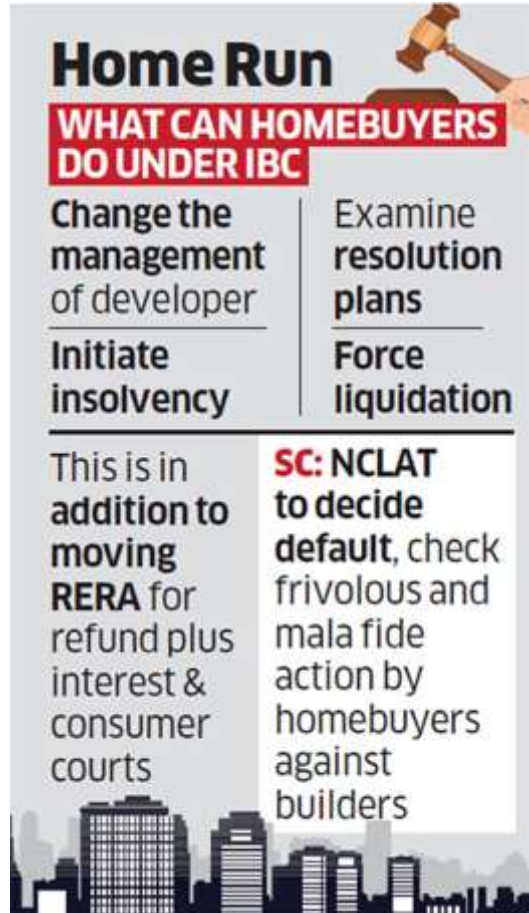 Home Run
WHAT CAN HOMEBUYERS
DO UNDER IBC
Change the
management
of developer
Examine
resolution
plans
Initiate
insolvency
Force
liquidation
This is in
addition to
moving
RERA for
refund plus
interest &
consumer
courts
SC: NCLAT
to decide
default, check
frivolous and
mala fide
action by
homebuyers
against
builders